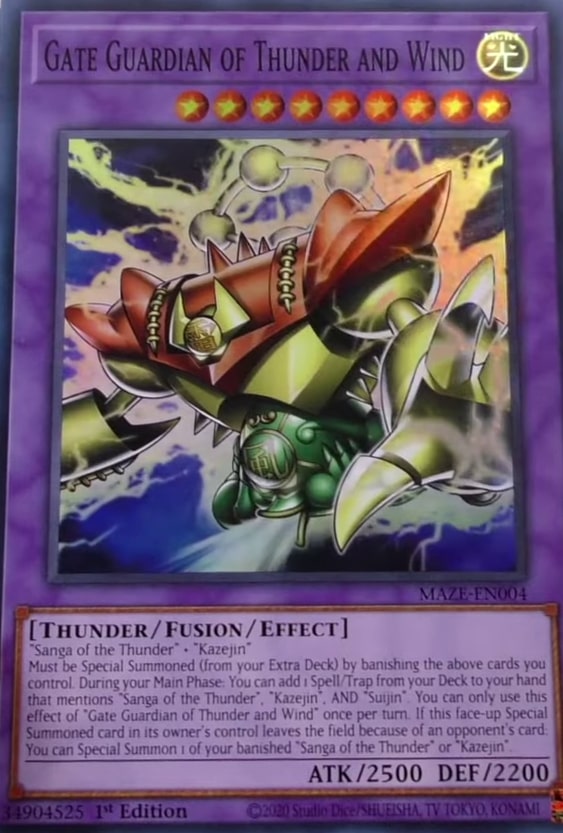 GATE GUARDIAN OF THUNDER AND WIND
LIGHT
光
雷
風
MAZE-EN004
[THUNDER/FUSION/EFFECT]
"Sanga of the Thunder" + "Kazejin"
Must be Special Summoned (from your Extra Deck) by banishing the above cards you
control. During your Main Phase: You can add 1 Spell/Trap from your Deck to your hand
that mentions "Sanga of the Thunder", "Kazejin", AND "Suijin". You can only use this
effect of "Gate Guardian of Thunder and Wind" once per turn. If this face-up Special
Summoned card in its owner's control leaves the field because of an opponent's card:
You can Special Summon 1 of your banished "Sanga of the Thunder" or "Kazejin".
ATK/2500 DEF/2200
34904525 1st Edition ©2020 Studio Dice/SHUEISHA, TV TOKYO, KONAMI